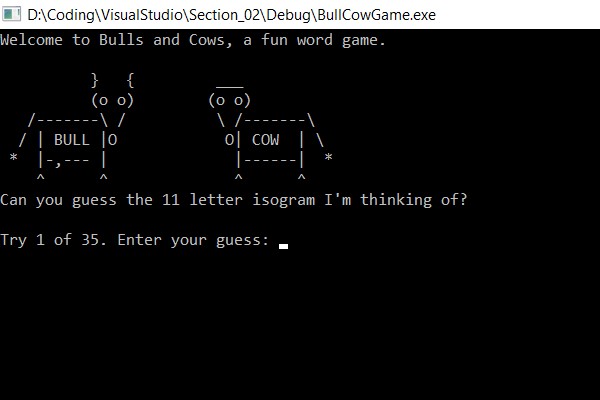 D:\Coding\VisualStudio\Section_02\Debug\BullCowGame.exe
Welcome to Bulls and Cows, a fun word game.
          }   {         ___
          (o o)        (o o)
   /-------\ /          \ /-------\
  / | BULL |O            O| COW  | \
 *  |-,--- |              |------|  *
    ^      ^              ^      ^
Can you guess the 11 letter isogram I'm thinking of?
Try 1 of 35. Enter your guess: